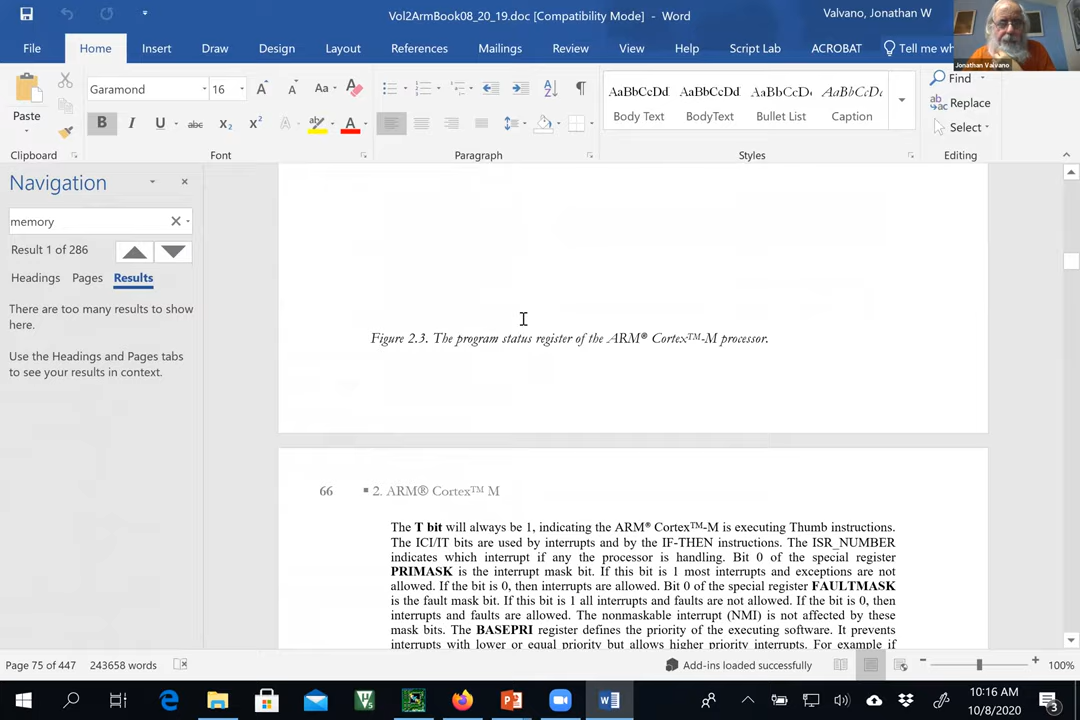 Vol2ArmBook08_20_19.doc [Compatibility Mode] - Word
Valvano, Jonathan W
File Home Insert Draw Design Layout References Mailings Review View Help Script Lab ACROBAT Tell me wh
Jonathan Valvano
Paste
Clipboard
Garamond 16
Font
Paragraph
AaBbCcDd AaBbCcDd AaBbCcDı AaBbCcDı
Body Text BodyText Bullet List Caption
Styles
Find
Replace
Select
Editing
Navigation
memory
Result 1 of 286
Headings Pages Results
There are too many results to show
here.
Use the Headings and Pages tabs
to see your results in context.
Figure 2.3. The program status register of the ARM® Cortex™-M processor.
66 ■ 2. ARM® Cortex™ M
The T bit will always be 1, indicating the ARM® Cortex™-M is executing Thumb instructions.
The ICI/IT bits are used by interrupts and by the IF-THEN instructions. The ISR_NUMBER
indicates which interrupt if any the processor is handling. Bit 0 of the special register
PRIMASK is the interrupt mask bit. If this bit is 1 most interrupts and exceptions are not
allowed. If the bit is 0, then interrupts are allowed. Bit 0 of the special register FAULTMASK
is the fault mask bit. If this bit is 1 all interrupts and faults are not allowed. If the bit is 0, then
interrupts and faults are allowed. The nonmaskable interrupt (NMI) is not affected by these
mask bits. The BASEPRI register defines the priority of the executing software. It prevents
interrupts with lower or equal priority but allows higher priority interrupts. For example if
Page 75 of 447 243658 words
Add-ins loaded successfully
100%
10:16 AM
10/8/2020
3